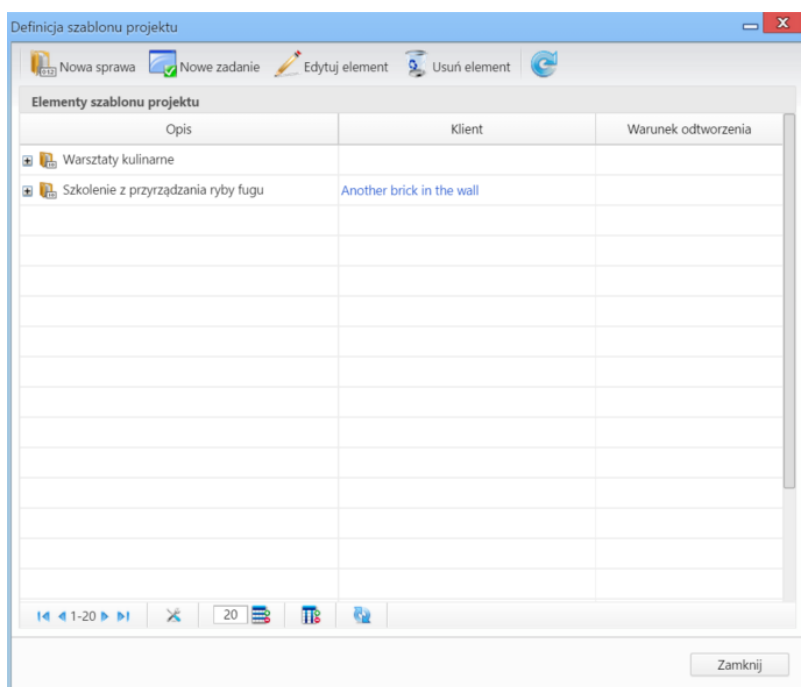 Definicja szablonu projektu
Nowa sprawa Nowe zadanie Edytuj element Usuń element
Elementy szablonu projektu
Opis Klient Warunek odtworzenia
Warsztaty kulinarne
Szkolenie z przyrządzania ryby fugu Another brick in the wall
1-20 20
Zamknij